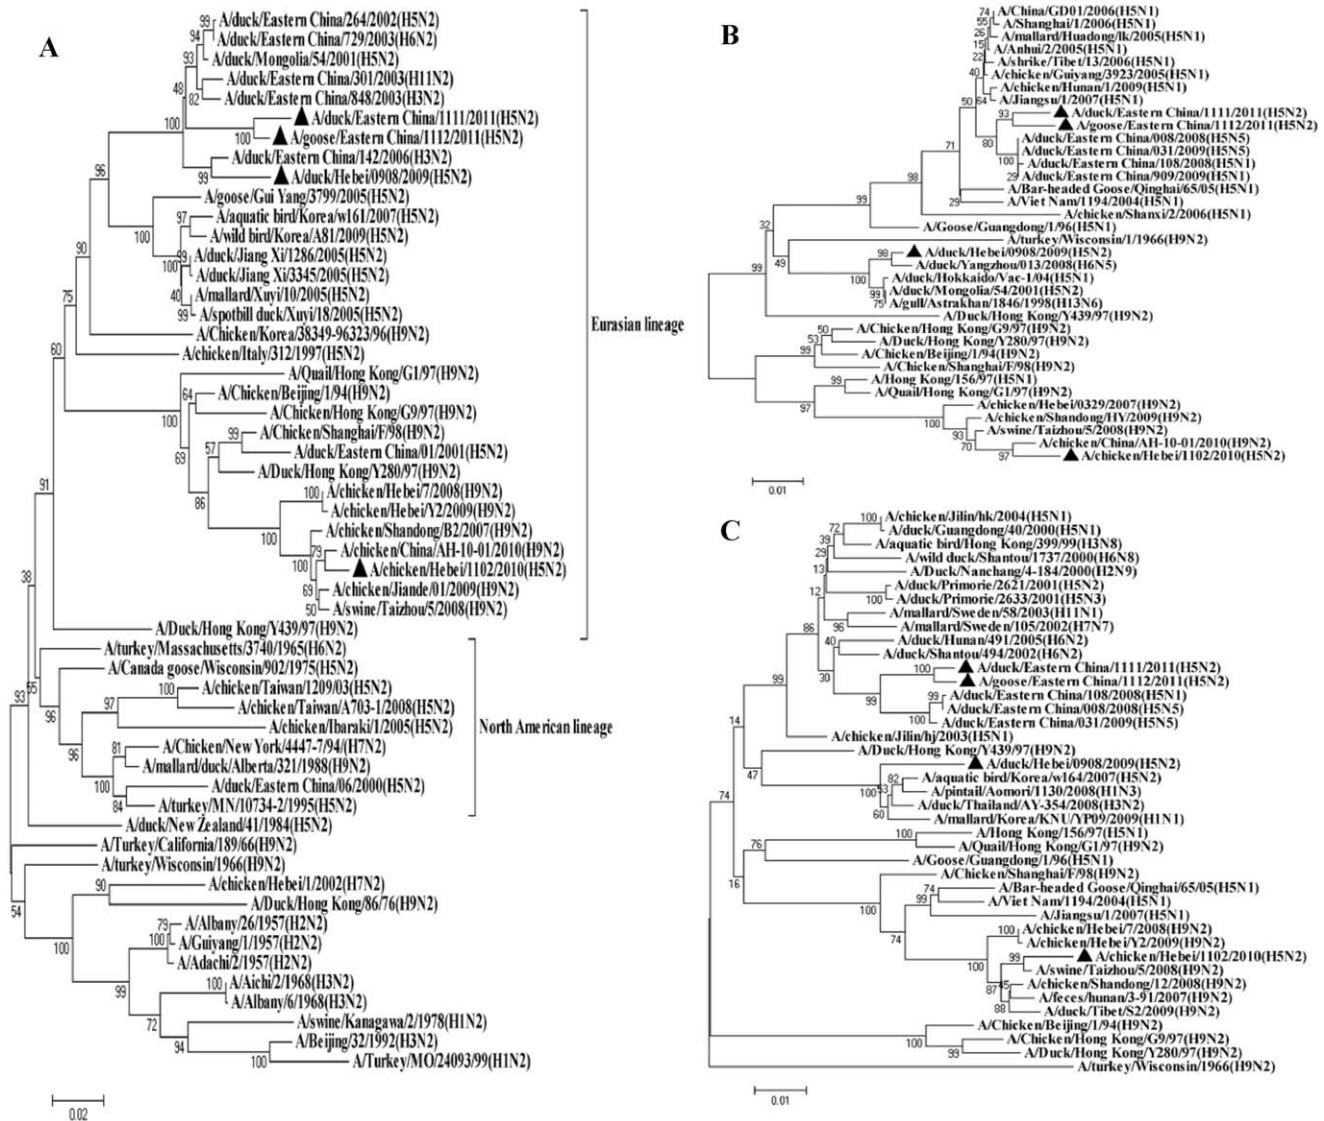 A
A/duck/Eastern China/264/2002(H5N2)
A/duck/Eastern China/729/2003(H6N2)
A/duck/Mongolia/54/2001(H5N2)
A/duck/Eastern China/301/2003(H11N2)
A/duck/Eastern China/848/2003(H3N2)
A/duck/Eastern China/1111/2011(H5N2)
A/goose/Eastern China/1112/2011(H5N2)
A/duck/Eastern China/142/2006(H3N2)
A/duck/Hebei/0908/2009(H5N2)
A/goose/Gui Yang/3799/2005(H5N2)
A/aquatic bird/Korea/w161/2007(H5N2)
A/wild bird/Korea/A81/2009(H5N2)
A/duck/Jiang Xi/1286/2005(H5N2)
A/duck/Jiang Xi/3345/2005(H5N2)
A/mallard/Xuyi/10/2005(H5N2)
A/spotbill duck/Xuyi/18/2005(H5N2)
A/Chicken/Korea/38349-96323/96(H9N2)
A/chicken/Italy/312/1997(H5N2)
A/Quail/Hong Kong/G1/97(H9N2)
A/Chicken/Beijing/1/94(H9N2)
A/Chicken/Hong Kong/G9/97(H9N2)
A/Chicken/Shanghai/F/98(H9N2)
A/duck/Eastern China/01/2001(H5N2)
A/Duck/Hong Kong/Y280/97(H9N2)
A/chicken/Hebei/7/2008(H9N2)
A/chicken/Hebei/Y2/2009(H9N2)
A/chicken/Shandong/B2/2007(H9N2)
A/chicken/China/AH-10-01/2010(H9N2)
A/chicken/Hebei/1102/2010(H5N2)
A/chicken/Jiande/01/2009(H9N2)
A/swine/Taizhou/5/2008(H9N2)
A/Duck/Hong Kong/Y439/97(H9N2)
A/turkey/Massachusetts/3740/1965(H6N2)
A/Canada goose/Wisconsin/902/1975(H5N2)
A/chicken/Taiwan/1209/03(H5N2)
A/chicken/Taiwan/A703-1/2008(H5N2)
A/chicken/Ibaraki/1/2005(H5N2)
A/Chicken/New York/4447-7/94/(H7N2)
A/mallard/duck/Alberta/321/1988(H9N2)
A/duck/Eastern China/06/2000(H5N2)
A/turkey/MN/10734-2/1995(H5N2)
A/duck/New Zealand/41/1984(H5N2)
A/Turkey/California/189/66(H9N2)
A/turkey/Wisconsin/1966(H9N2)
A/chicken/Hebei/1/2002(H7N2)
A/Duck/Hong Kong/86/76(H9N2)
A/Albany/26/1957(H2N2)
A/Guiyang/1/1957(H2N2)
A/Adachi/2/1957(H2N2)
A/Aichi/2/1968(H3N2)
A/Albany/6/1968(H3N2)
A/swine/Kanagawa/2/1978(H1N2)
A/Beijing/32/1992(H3N2)
A/Turkey/MO/24093/99(H1N2)
Eurasian lineage
North American lineage
99
94
93
48
82
100
100
99
96
97
100
99
100
40
99
90
75
60
64
100
99
57
69
86
100
100
79
100
69
50
91
38
93
55
100
97
96
96
81
100
84
90
54
100
79
100
99
100
72
94
100
0.02
B
A/China/GD01/2006(H5N1)
A/Shanghai/1/2006(H5N1)
A/mallard/Huadong/lk/2005(H5N1)
A/Anhui/2/2005(H5N1)
A/shrike/Tibet/13/2006(H5N1)
A/chicken/Guiyang/3923/2005(H5N1)
A/chicken/Hunan/1/2009(H5N1)
A/Jiangsu/1/2007(H5N1)
A/duck/Eastern China/1111/2011(H5N2)
A/goose/Eastern China/1112/2011(H5N2)
A/duck/Eastern China/008/2008(H5N5)
A/duck/Eastern China/031/2009(H5N5)
A/duck/Eastern China/108/2008(H5N1)
A/duck/Eastern China/909/2009(H5N1)
A/Bar-headed Goose/Qinghai/65/05(H5N1)
A/Viet Nam/1194/2004(H5N1)
A/chicken/Shanxi/2/2006(H5N1)
A/Goose/Guangdong/1/96(H5N1)
A/turkey/Wisconsin/1/1966(H9N2)
A/duck/Hebei/0908/2009(H5N2)
A/duck/Yangzhou/013/2008(H6N5)
A/duck/Hokkaido/Vac-1/04(H5N1)
A/duck/Mongolia/54/2001(H5N2)
A/gull/Astrakhan/1846/1998(H13N6)
A/Duck/Hong Kong/Y439/97(H9N2)
A/Chicken/Hong Kong/G9/97(H9N2)
A/Duck/Hong Kong/Y280/97(H9N2)
A/Chicken/Beijing/1/94(H9N2)
A/Chicken/Shanghai/F/98(H9N2)
A/Hong Kong/156/97(H5N1)
A/Quail/Hong Kong/G1/97(H9N2)
A/chicken/Hebei/0329/2007(H9N2)
A/chicken/Shandong/HY/2009(H9N2)
A/swine/Taizhou/5/2008(H9N2)
A/chicken/China/AH-10-01/2010(H9N2)
A/chicken/Hebei/1102/2010(H5N2)
74
55
26
15
22
40
50
64
93
80
100
29
71
29
98
99
32
49
98
100
99
75
99
50
53
99
99
97
100
93
70
97
0.01
C
A/chicken/Jilin/hk/2004(H5N1)
A/duck/Guangdong/40/2000(H5N1)
A/aquatic bird/Hong Kong/399/99(H3N8)
A/wild duck/Shantou/1737/2000(H6N8)
A/Duck/Nanchang/4-184/2000(H2N9)
A/duck/Primorie/2621/2001(H5N2)
A/duck/Primorie/2633/2001(H5N3)
A/mallard/Sweden/58/2003(H11N1)
A/mallard/Sweden/105/2002(H7N7)
A/duck/Hunan/491/2005(H6N2)
A/duck/Shantou/494/2002(H6N2)
A/duck/Eastern China/1111/2011(H5N2)
A/goose/Eastern China/1112/2011(H5N2)
A/duck/Eastern China/108/2008(H5N1)
A/duck/Eastern China/008/2008(H5N5)
A/duck/Eastern China/031/2009(H5N5)
A/chicken/Jilin/hj/2003(H5N1)
A/Duck/Hong Kong/Y439/97(H9N2)
A/duck/Hebei/0908/2009(H5N2)
A/aquatic bird/Korea/w164/2007(H5N2)
A/pintail/Aomori/1130/2008(H1N3)
A/duck/Thailand/AY-354/2008(H3N2)
A/mallard/Korea/KNU/YP09/2009(H1N1)
A/Hong Kong/156/97(H5N1)
A/Quail/Hong Kong/G1/97(H9N2)
A/Goose/Guangdong/1/96(H5N1)
A/Chicken/Shanghai/F/98(H9N2)
A/Bar-headed Goose/Qinghai/65/05(H5N1)
A/Viet Nam/1194/2004(H5N1)
A/Jiangsu/1/2007(H5N1)
A/chicken/Hebei/7/2008(H9N2)
A/chicken/Hebei/Y2/2009(H9N2)
A/chicken/Hebei/1102/2010(H5N2)
A/swine/Taizhou/5/2008(H9N2)
A/chicken/Shandong/12/2008(H9N2)
A/feces/hunan/3-91/2007(H9N2)
A/duck/Tibet/S2/2009(H9N2)
A/Chicken/Beijing/1/94(H9N2)
A/Chicken/Hong Kong/G9/97(H9N2)
A/Duck/Hong Kong/Y280/97(H9N2)
A/turkey/Wisconsin/1966(H9N2)
100
72
39
29
13
12
100
96
86
40
30
100
99
99
100
99
14
47
82
53
100
60
74
100
76
16
100
74
99
74
100
100
99
45
87
88
100
99
0.01